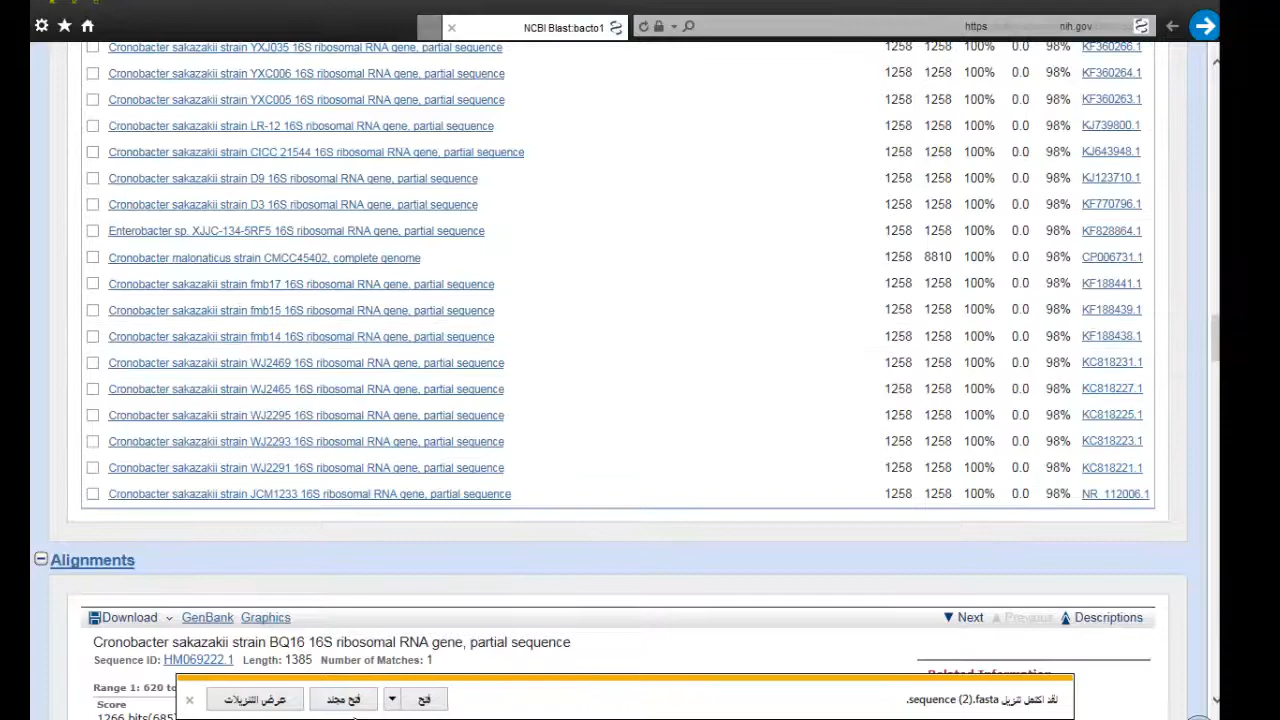 NCBI Blast:bacto1
https
nih.gov
Cronobacter sakazakii strain YXJ035 16S ribosomal RNA gene, partial sequence 1258 1258 100% 0.0 98% KF360266.1
Cronobacter sakazakii strain YXC006 16S ribosomal RNA gene, partial sequence 1258 1258 100% 0.0 98% KF360264.1
Cronobacter sakazakii strain YXC005 16S ribosomal RNA gene, partial sequence 1258 1258 100% 0.0 98% KF360263.1
Cronobacter sakazakii strain LR-12 16S ribosomal RNA gene, partial sequence 1258 1258 100% 0.0 98% KJ739800.1
Cronobacter sakazakii strain CICC 21544 16S ribosomal RNA gene, partial sequence 1258 1258 100% 0.0 98% KJ643948.1
Cronobacter sakazakii strain D9 16S ribosomal RNA gene, partial sequence 1258 1258 100% 0.0 98% KJ123710.1
Cronobacter sakazakii strain D3 16S ribosomal RNA gene, partial sequence 1258 1258 100% 0.0 98% KF770796.1
Enterobacter sp. XJJC-134-5RF5 16S ribosomal RNA gene, partial sequence 1258 1258 100% 0.0 98% KF828864.1
Cronobacter malonaticus strain CMCC45402, complete genome 1258 8810 100% 0.0 98% CP006731.1
Cronobacter sakazakii strain fmb17 16S ribosomal RNA gene, partial sequence 1258 1258 100% 0.0 98% KF188441.1
Cronobacter sakazakii strain fmb15 16S ribosomal RNA gene, partial sequence 1258 1258 100% 0.0 98% KF188439.1
Cronobacter sakazakii strain fmb14 16S ribosomal RNA gene, partial sequence 1258 1258 100% 0.0 98% KF188438.1
Cronobacter sakazakii strain WJ2469 16S ribosomal RNA gene, partial sequence 1258 1258 100% 0.0 98% KC818231.1
Cronobacter sakazakii strain WJ2465 16S ribosomal RNA gene, partial sequence 1258 1258 100% 0.0 98% KC818227.1
Cronobacter sakazakii strain WJ2295 16S ribosomal RNA gene, partial sequence 1258 1258 100% 0.0 98% KC818225.1
Cronobacter sakazakii strain WJ2293 16S ribosomal RNA gene, partial sequence 1258 1258 100% 0.0 98% KC818223.1
Cronobacter sakazakii strain WJ2291 16S ribosomal RNA gene, partial sequence 1258 1258 100% 0.0 98% KC818221.1
Cronobacter sakazakii strain JCM1233 16S ribosomal RNA gene, partial sequence 1258 1258 100% 0.0 98% NR_112006.1
Alignments
Download GenBank Graphics Next Previous Descriptions
Cronobacter sakazakii strain BQ16 16S ribosomal RNA gene, partial sequence
Sequence ID: HM069222.1 Length: 1385 Number of Matches: 1
Related Information
Range 1: 620 to
لقد اكتمل تنزيل sequence (2).fasta.
فتح فتح مجلد عرض التنزيلات
Score
1266 bits(685)